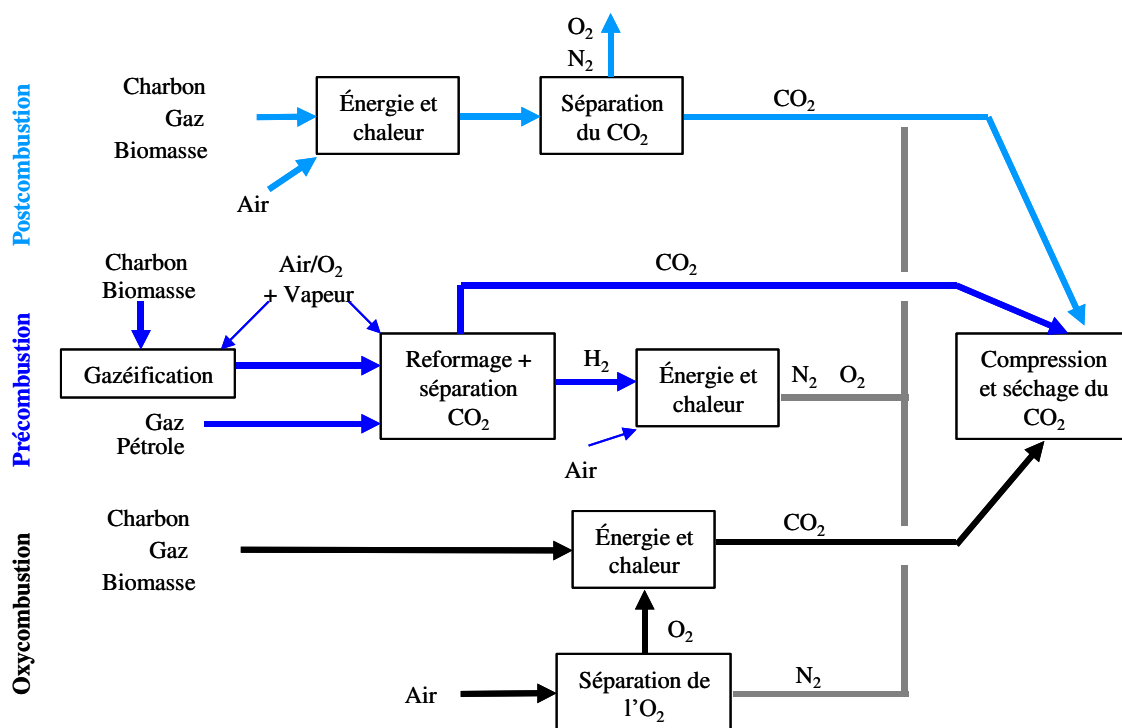 Postcombustion
Charbon
Gaz
Biomasse
Air
Énergie et
chaleur
O₂
N₂
Séparation
du CO₂
CO₂
Précombustion
Charbon
Biomasse
Air/O₂
+ Vapeur
Gazéification
Gaz
Pétrole
Reformage +
séparation
CO₂
CO₂
H₂
Énergie et
chaleur
Air
N₂ O₂
Compression
et séchage du
CO₂
Oxycombustion
Charbon
Gaz
Biomasse
Énergie et
chaleur
CO₂
O₂
Air
Séparation de
l'O₂
N₂